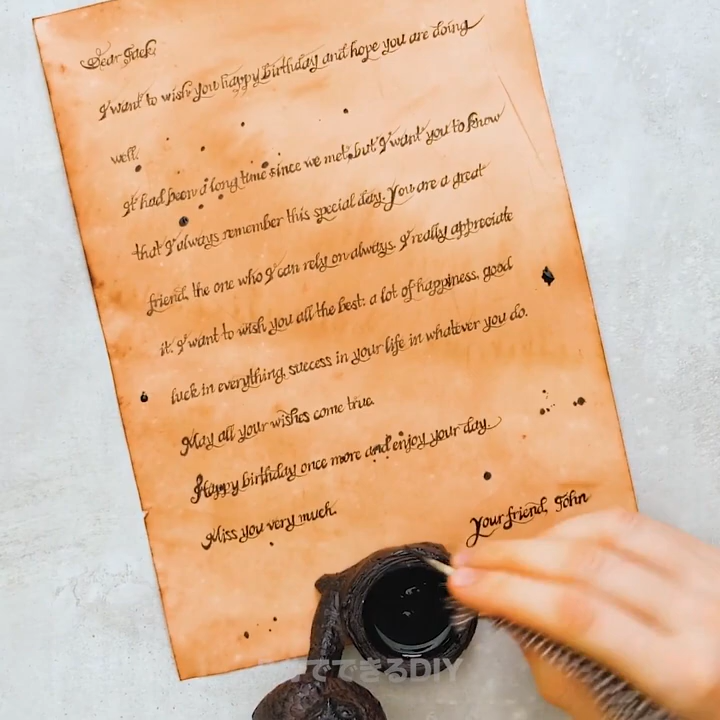 Dear Jack,
I want to wish you happy birthday and hope you are doing
well.
It had been a long time since we met, but I want you to know
that I always remember this special day. You are a great
friend, the one who I can rely on always. I really appreciate
it. I want to wish you all the best: a lot of happiness, good
luck in everything, success in your life in whatever you do.
May all your wishes come true.
Happy birthday once more and enjoy your day.
Miss you very much.
Your friend, John
でできるDIY